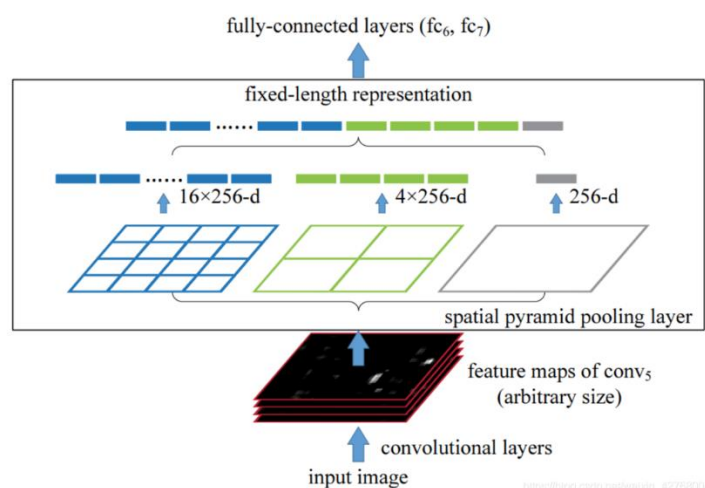 fully-connected layers (fc6, fc7)
fixed-length representation
......
......
16×256-d
4×256-d
256-d
spatial pyramid pooling layer
feature maps of conv5
(arbitrary size)
convolutional layers
input image